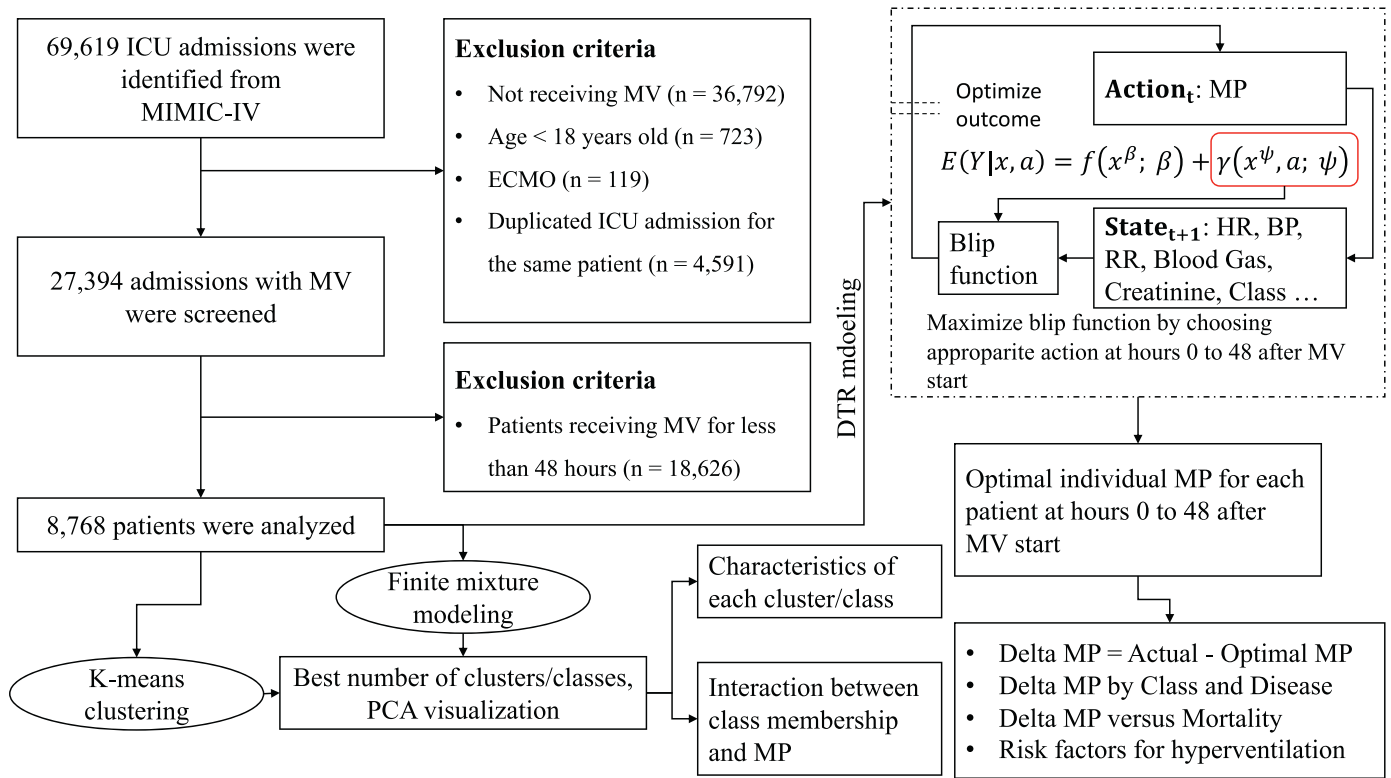 69,619 ICU admissions were
identified from
MIMIC-IV
Exclusion criteria
• Not receiving MV (n = 36,792)
• Age < 18 years old (n = 723)
• ECMO (n = 119)
• Duplicated ICU admission for
the same patient (n = 4,591)
27,394 admissions with MV
were screened
Exclusion criteria
• Patients receiving MV for less
than 48 hours (n = 18,626)
8,768 patients were analyzed
Finite mixture
modeling
K-means
clustering
Best number of clusters/classes,
PCA visualization
Characteristics of
each cluster/class
Interaction between
class membership
and MP
DTR mdoeling
Optimize
outcome
Action_t: MP
E(Y|x, a) = f(x^β; β) + γ(x^ψ, a; ψ)
Blip
function
State_{t+1}: HR, BP,
RR, Blood Gas,
Creatinine, Class …
Maximize blip function by choosing
approparite action at hours 0 to 48 after MV
start
Optimal individual MP for each
patient at hours 0 to 48 after
MV start
• Delta MP = Actual - Optimal MP
• Delta MP by Class and Disease
• Delta MP versus Mortality
• Risk factors for hyperventilation